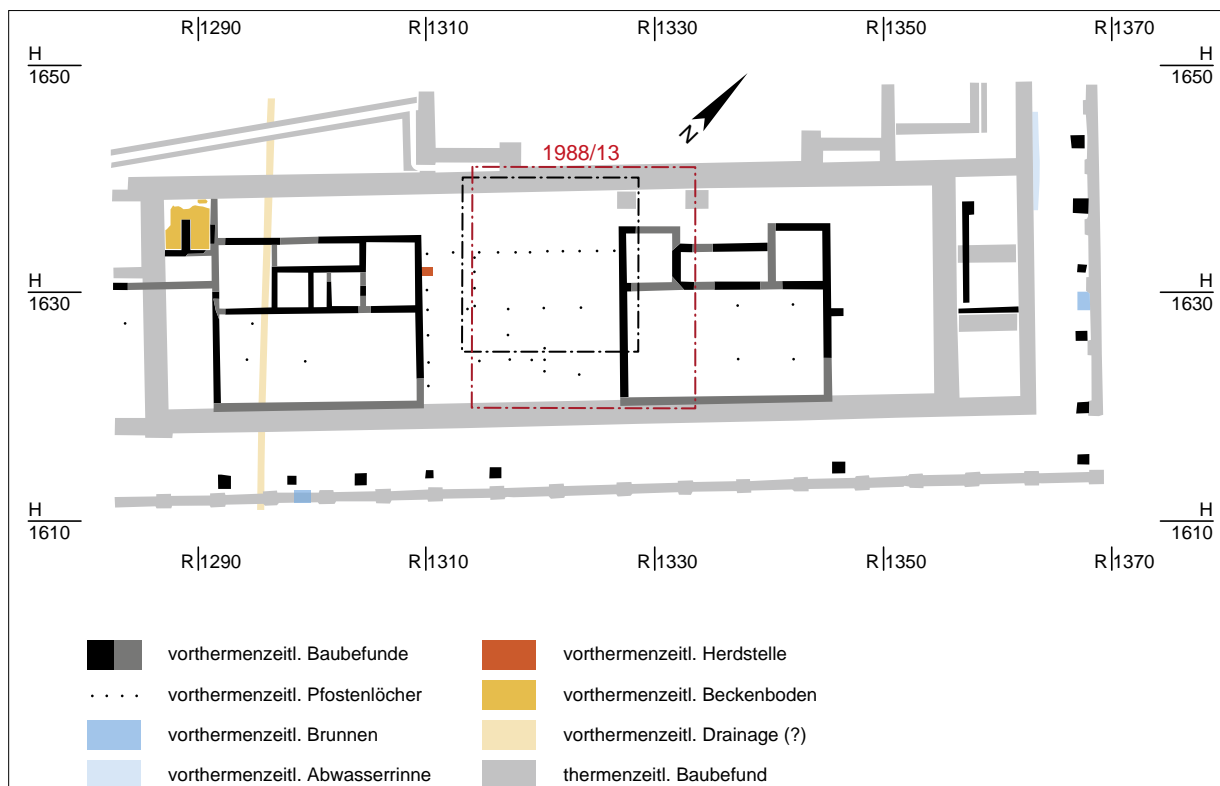 R 1290 R 1310 R 1330 R 1350 R 1370
H H
1650 1650
N
1988/13
H H
1630 1630
H H
1610 1610
R 1290 R 1310 R 1330 R 1350 R 1370
vorthermenzeitl. Baubefunde vorthermenzeitl. Herdstelle
vorthermenzeitl. Pfostenlöcher vorthermenzeitl. Beckenboden
vorthermenzeitl. Brunnen vorthermenzeitl. Drainage (?)
vorthermenzeitl. Abwasserrinne thermenzeitl. Baubefund